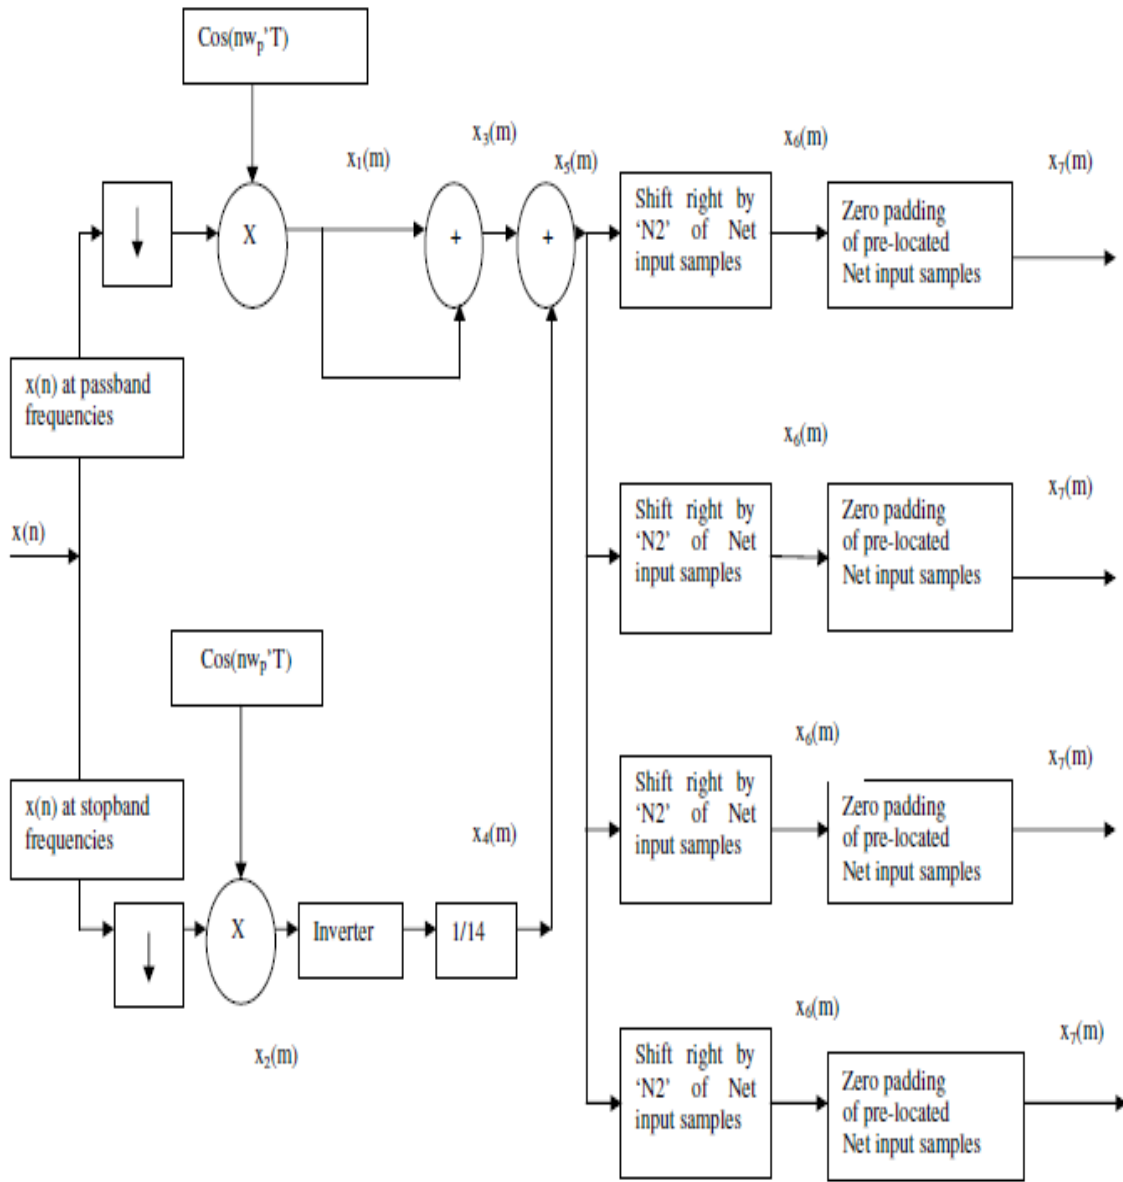 Cos(nwₚ'T)
x₃(m)
x₁(m)
x₅(m)
x₆(m)
x₇(m)
X
+
+
Shift right by
'N2' of Net
input samples
Zero padding
of pre-located
Net input samples
x(n) at passband
frequencies
x(n)
x₆(m)
x₇(m)
Shift right by
'N2' of Net
input samples
Zero padding
of pre-located
Net input samples
Cos(nwₚ'T)
x(n) at stopband
frequencies
x₄(m)
X
Inverter
1/14
x₂(m)
x₆(m)
x₇(m)
Shift right by
'N2' of Net
input samples
Zero padding
of pre-located
Net input samples
x₆(m)
x₇(m)
Shift right by
'N2' of Net
input samples
Zero padding
of pre-located
Net input samples